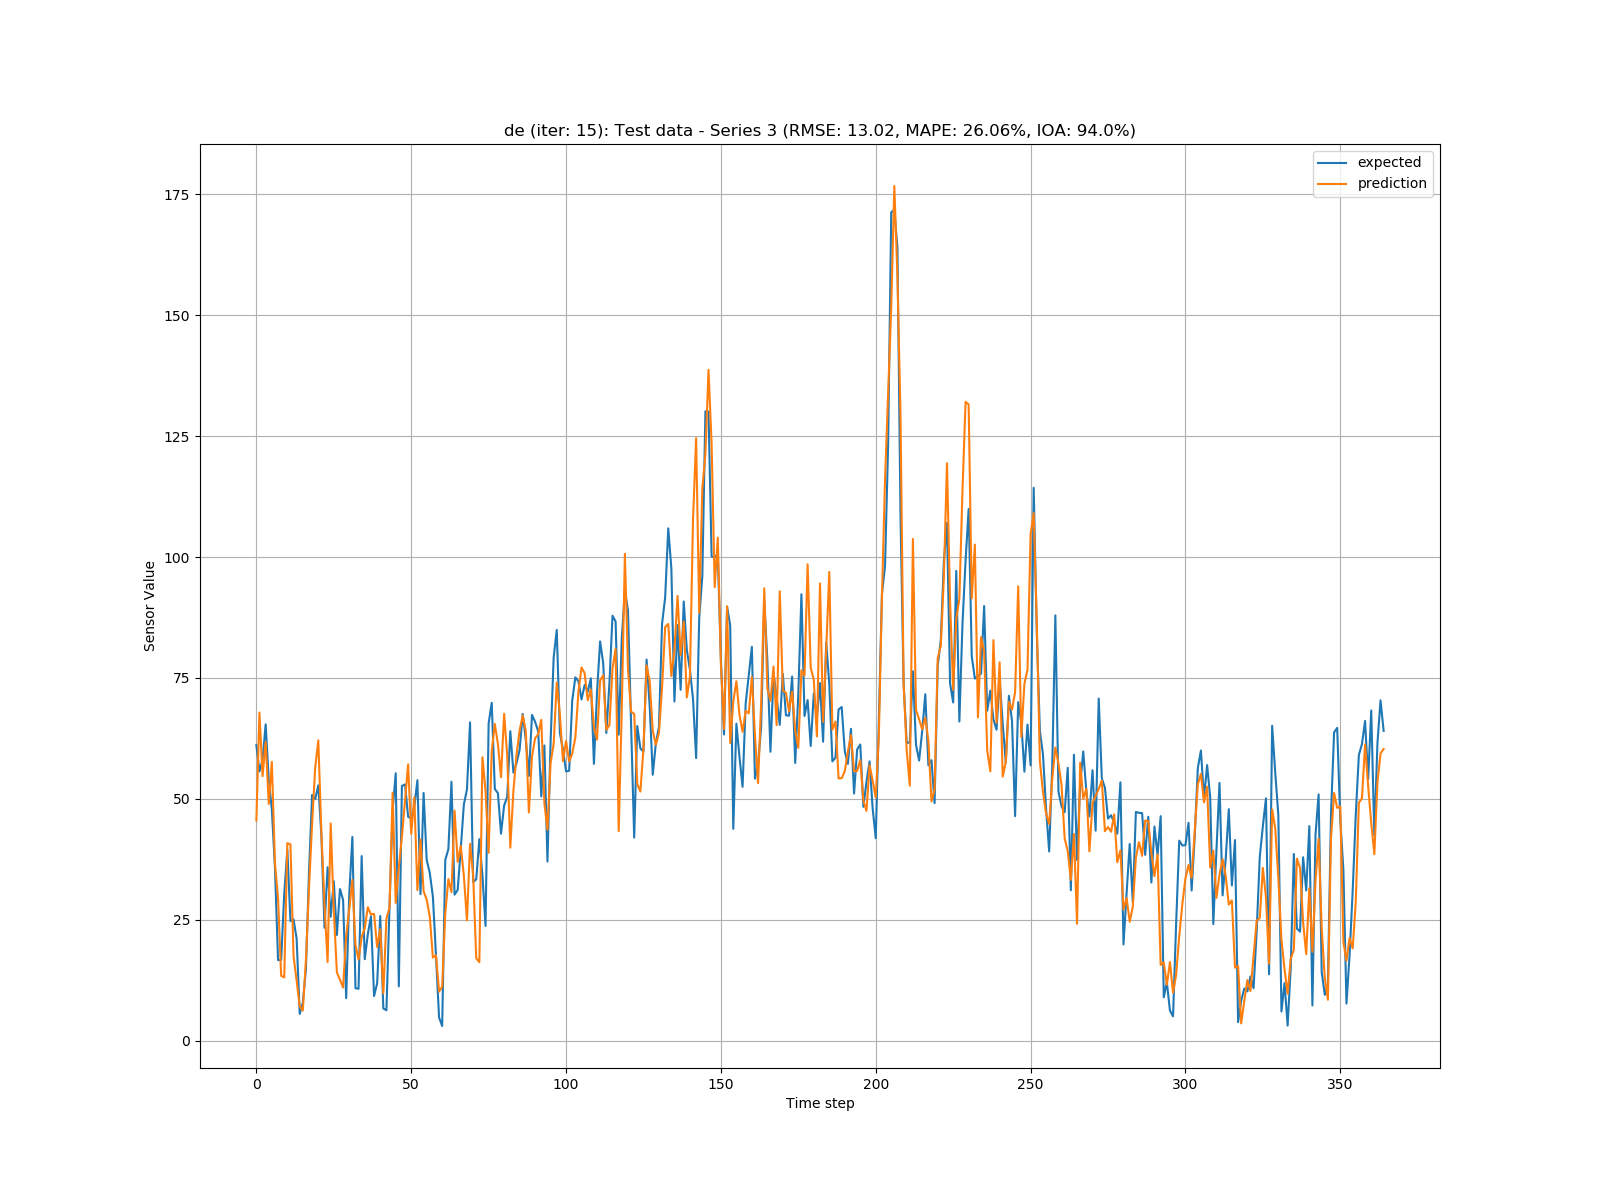 de (iter: 15): Test data - Series 3 (RMSE: 13.02, MAPE: 26.06%, IOA: 94.0%)
expected
prediction
175
150
125
100
75
50
25
0
Sensor Value
0 50 100 150 200 250 300 350
Time step